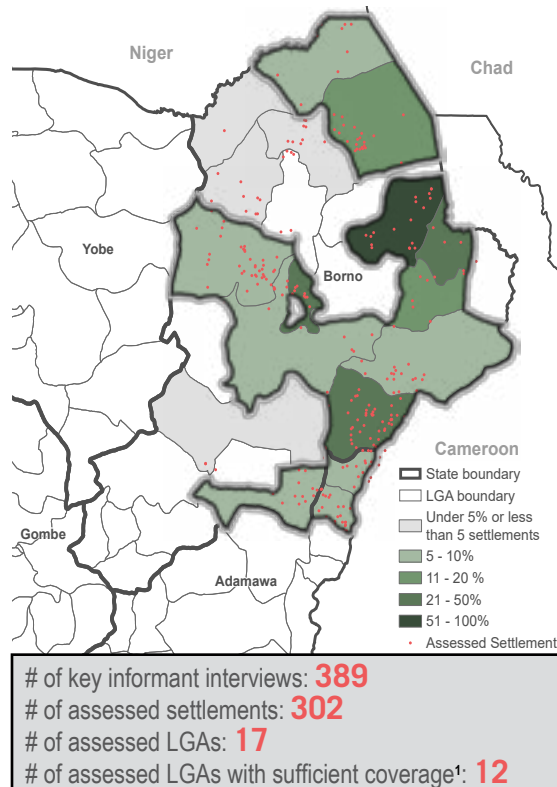 Niger
Chad
Yobe
Borno
Cameroon
State boundary
LGA boundary
Under 5% or less
than 5 settlements
5 - 10%
11 - 20 %
21 - 50%
51 - 100%
Assessed Settlement
Gombe
Adamawa
# of key informant interviews: 389
# of assessed settlements: 302
# of assessed LGAs: 17
# of assessed LGAs with sufficient coverage¹: 12